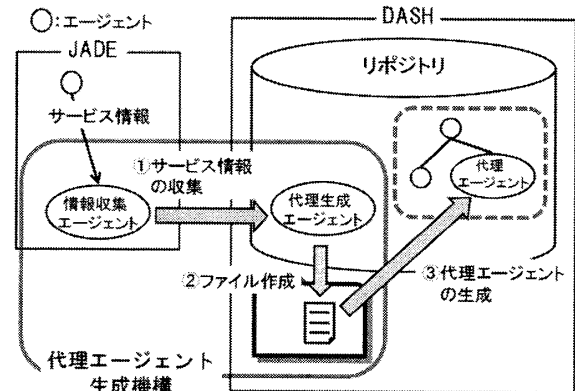 ○:エージェント
JADE
DASH
リポジトリ
サービス情報
①サービス情報
の収集
情報収集
エージェント
代理生成
エージェント
代理
エージェント
②ファイル作成
③代理エージェント
の生成
代理エージェント
生成機構